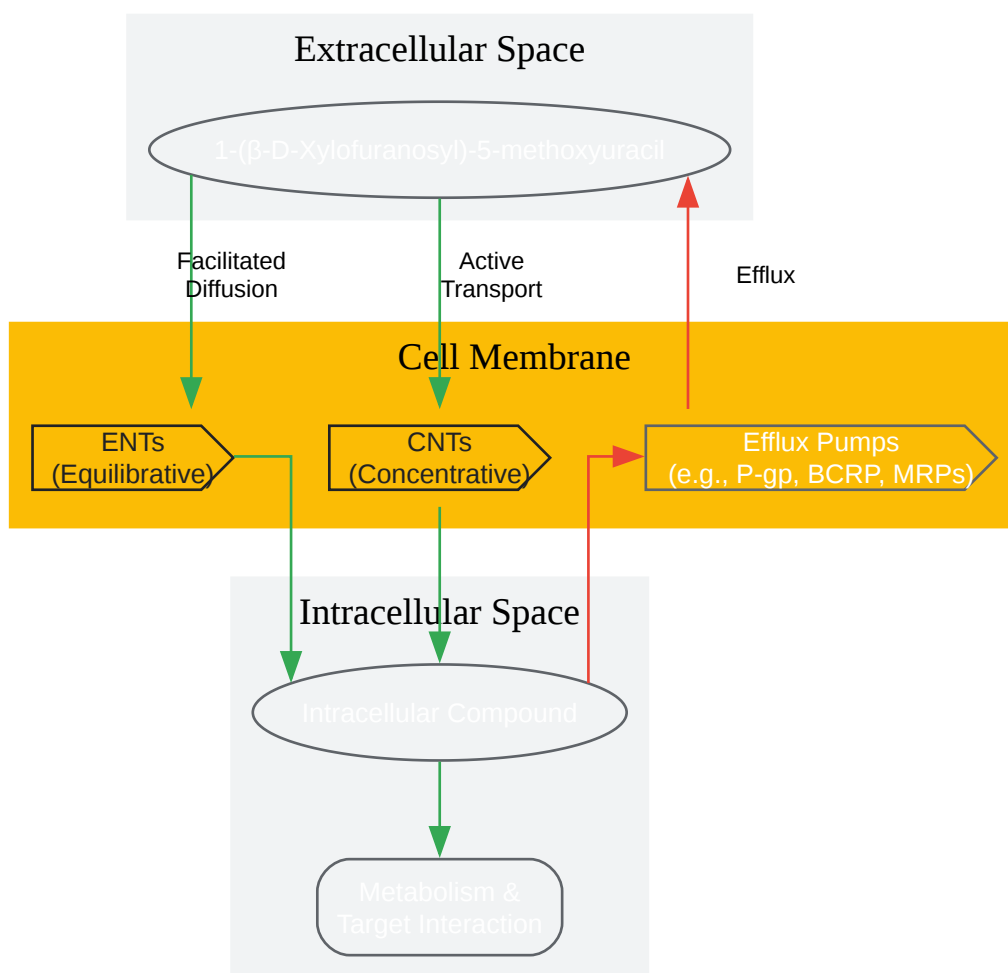 Extracellular Space
1-(β-D-Xylofuranosyl)-5-methoxyuracil
Facilitated
Diffusion
Active
Transport
Efflux
Cell Membrane
ENTs
(Equilibrative)
CNTs
(Concentrative)
Efflux Pumps
(e.g., P-gp, BCRP, MRPs)
Intracellular Space
Intracellular Compound
Metabolism &
Target Interaction